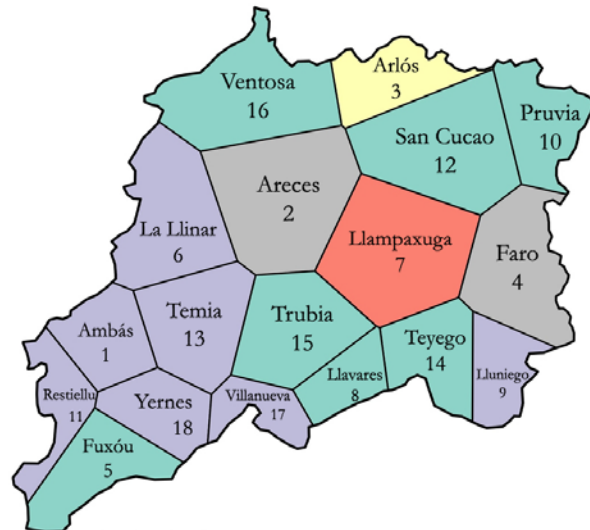 Arlós
3
Ventosa
16
Pruvia
10
San Cucao
12
Areces
2
La Llinar
6
Llampaxuga
7
Faro
4
Temia
13
Trubia
15
Ambás
1
Teyego
14
Lluniego
9
Restiellu
11
Yernes
18
Villanueva
17
Llavares
8
Fuxóu
5